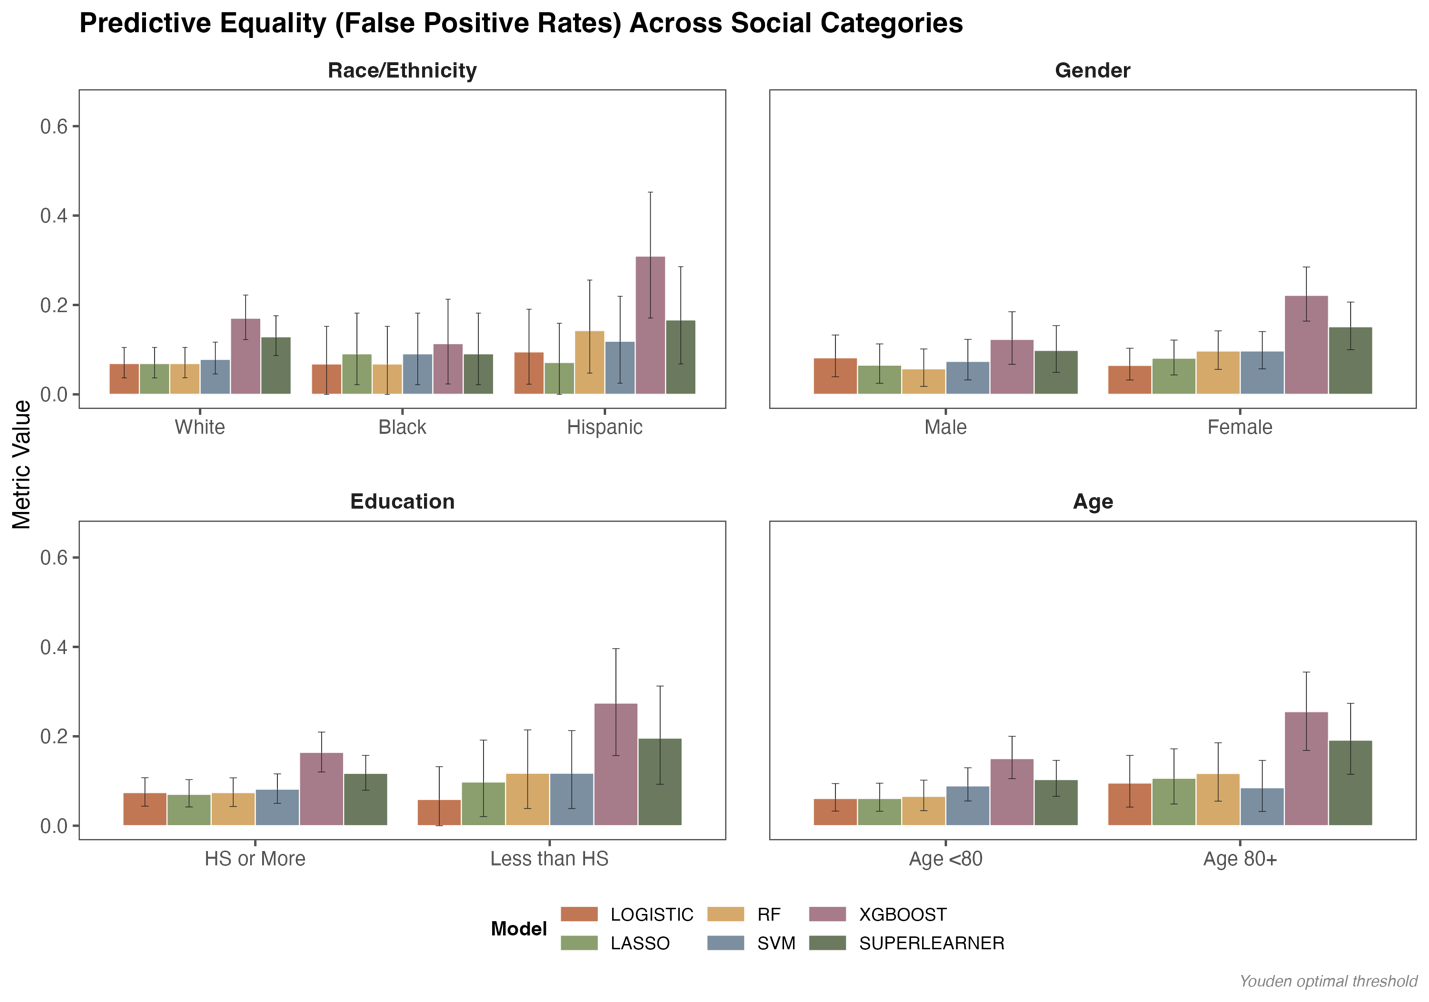 Predictive Equality (False Positive Rates) Across Social Categories
Race/Ethnicity
Gender
0.6
0.4
0.2
0.0
White
Black
Hispanic
Male
Female
Metric Value
Education
Age
0.6
0.4
0.2
0.0
HS or More
Less than HS
Age <80
Age 80+
Model
LOGISTIC
RF
XGBOOST
LASSO
SVM
SUPERLEARNER
Youden optimal threshold